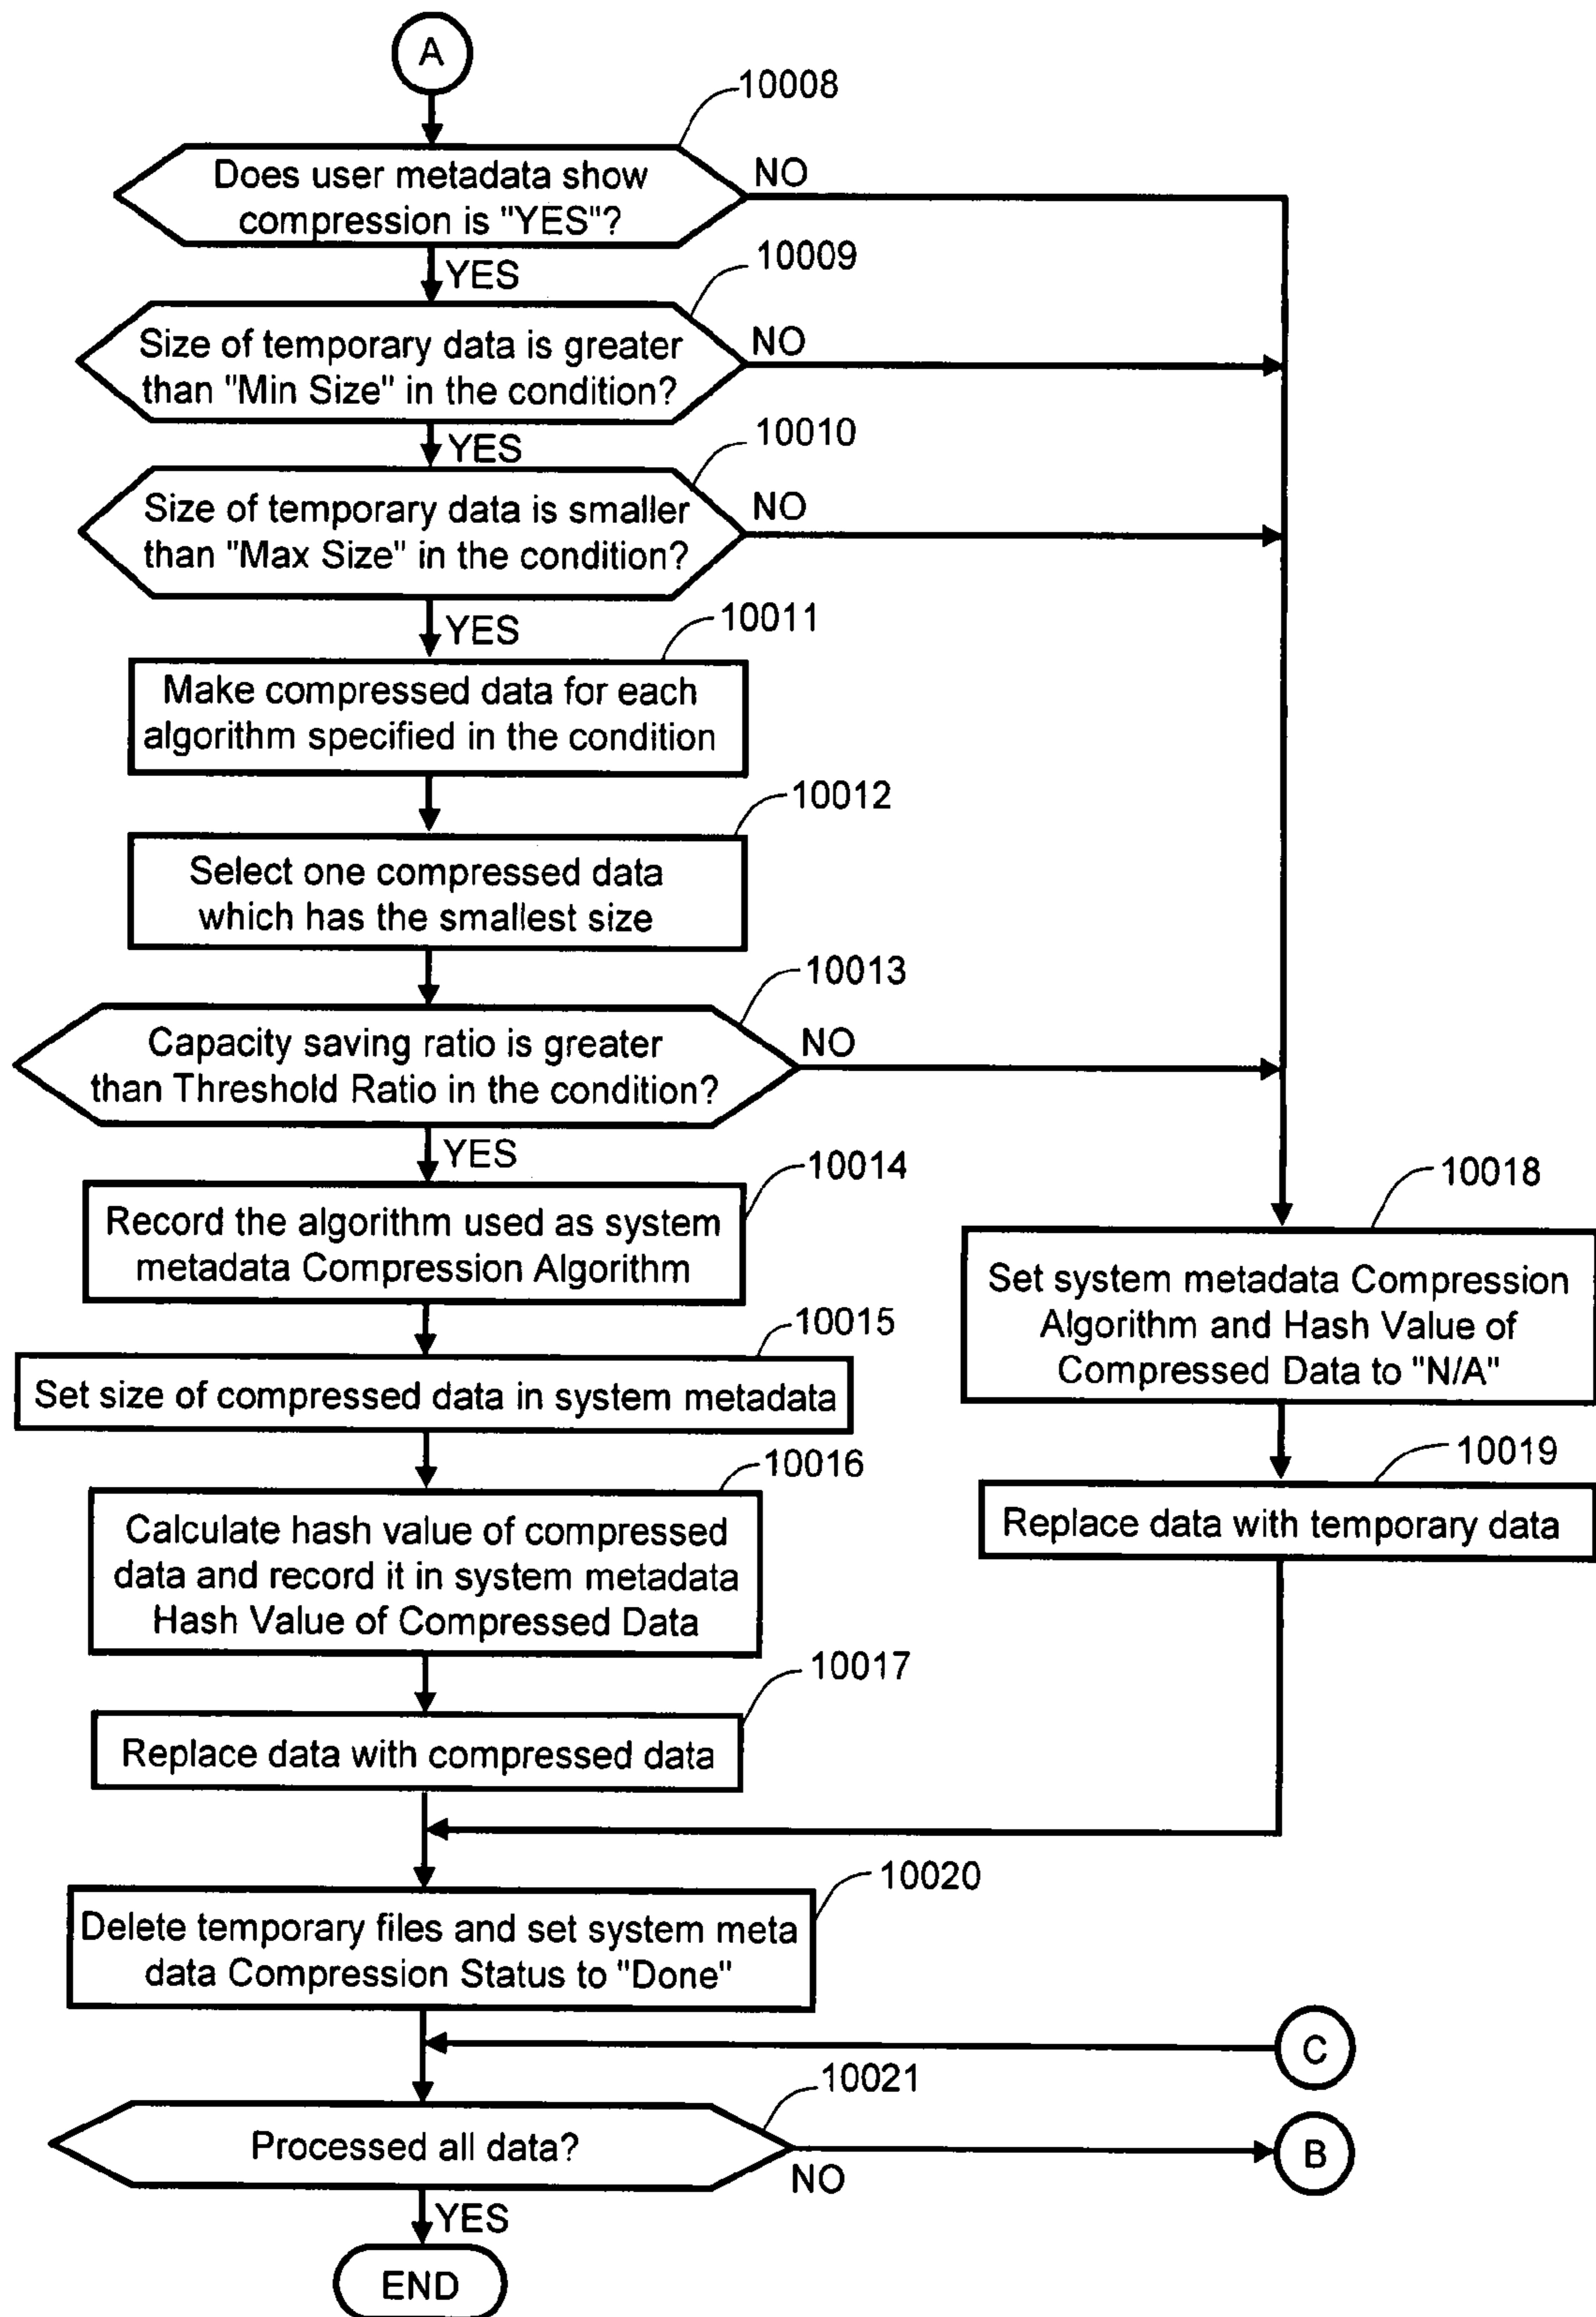 A
10008
Does user metadata show
compression is "YES"?
NO
YES
10009
Size of temporary data is greater
than "Min Size" in the condition?
NO
YES
10010
Size of temporary data is smaller
than "Max Size" in the condition?
NO
YES
10011
Make compressed data for each
algorithm specified in the condition
10012
Select one compressed data
which has the smallest size
10013
Capacity saving ratio is greater
than Threshold Ratio in the condition?
NO
YES
10014
Record the algorithm used as system
metadata Compression Algorithm
10015
Set size of compressed data in system metadata
10016
Calculate hash value of compressed
data and record it in system metadata
Hash Value of Compressed Data
10017
Replace data with compressed data
10018
Set system metadata Compression
Algorithm and Hash Value of
Compressed Data to "N/A"
10019
Replace data with temporary data
10020
Delete temporary files and set system meta
data Compression Status to "Done"
C
10021
Processed all data?
NO
B
YES
END